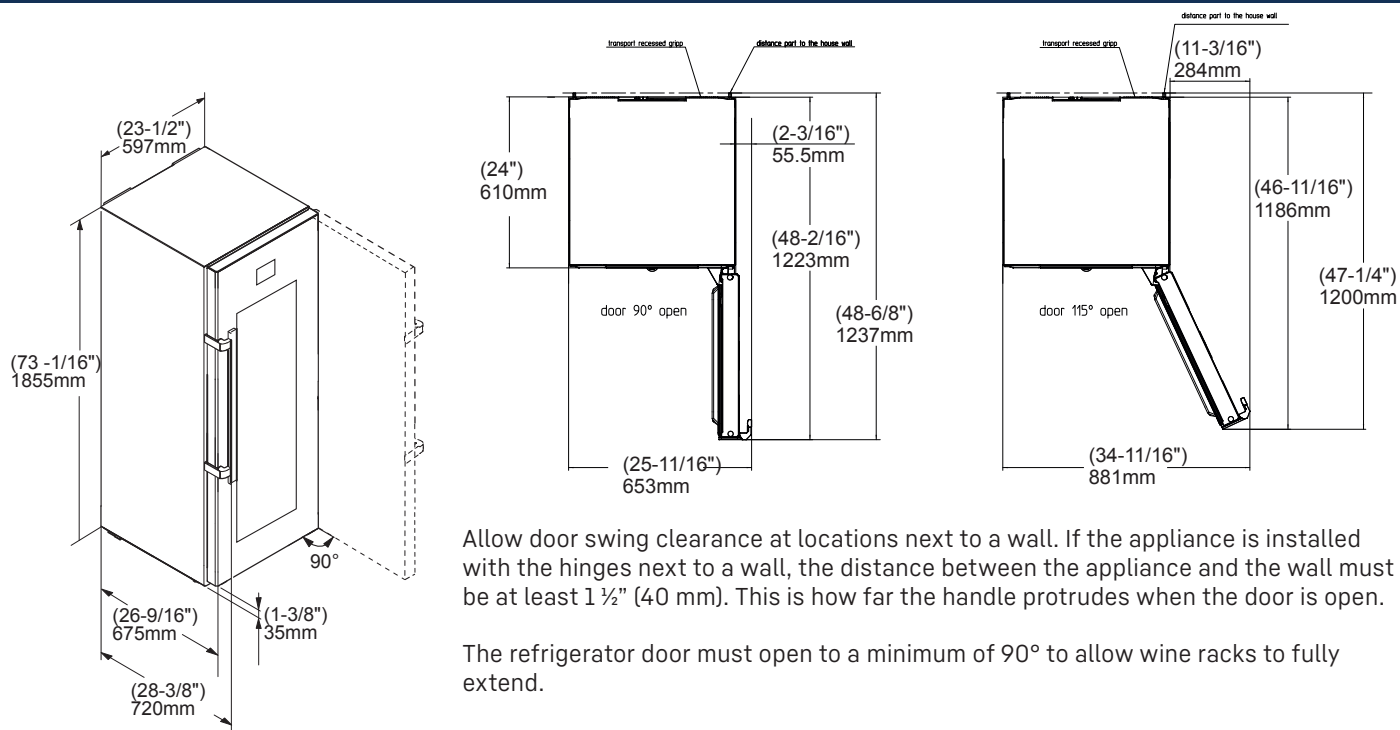 (23-1/2")
597mm
(73 -1/16")
1855mm
90°
(26-9/16")
675mm
(1-3/8")
35mm
(28-3/8")
720mm
transport recessed gripp
distance part to the house wall
(24")
610mm
(2-3/16")
55.5mm
(48-2/16")
1223mm
(48-6/8")
1237mm
door 90° open
(25-11/16")
653mm
distance part to the house wall
transport recessed gripp
(11-3/16")
284mm
(46-11/16")
1186mm
(47-1/4")
1200mm
door 115° open
(34-11/16")
881mm
Allow door swing clearance at locations next to a wall. If the appliance is installed
with the hinges next to a wall, the distance between the appliance and the wall must
be at least 1 ½” (40 mm). This is how far the handle protrudes when the door is open.
The refrigerator door must open to a minimum of 90° to allow wine racks to fully
extend.